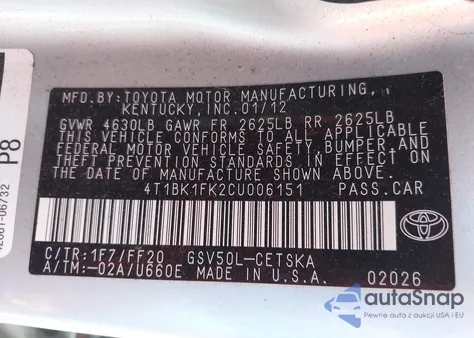 MFD. BY: TOYOTA MOTOR MANUFACTURING,
KENTUCKY, INC. 01/12
GVWR 4630LB GAWR FR 2625LB RR 2625LB
THIS VEHICLE CONFORMS TO ALL APPLICABLE
FEDERAL MOTOR VEHICLE SAFETY, BUMPER, AND
THEFT PREVENTION STANDARDS IN EFFECT ON
THE DATE OF MANUFACTURE SHOWN ABOVE.
4T1BK1FK2CU006151 PASS.CAR
C/TR: 1F7/FF20 GSV50L-CETSKA
A/TM: -02A/U660E MADE IN U.S.A.
02026
TOYOTA
P8
06732
autoSnap
Pewne auta z USA i EU